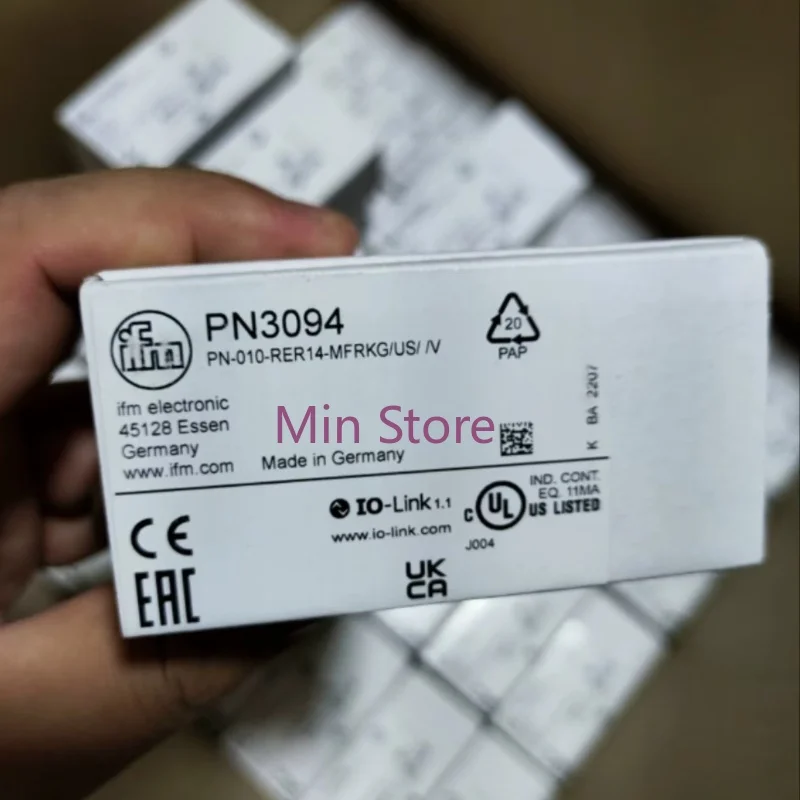 ifm
PN3094
PN-010-RER14-MFRKG/US/ /V
20
PAP
ifm electronic
45128 Essen
Germany
www.ifm.com
Made in Germany
Min Store
K BA 2207
IO-Link 1.1
www.io-link.com
c UL US LISTED
IND. CONT.
EQ. 11MA
J004
CE
EAC
UK
CA